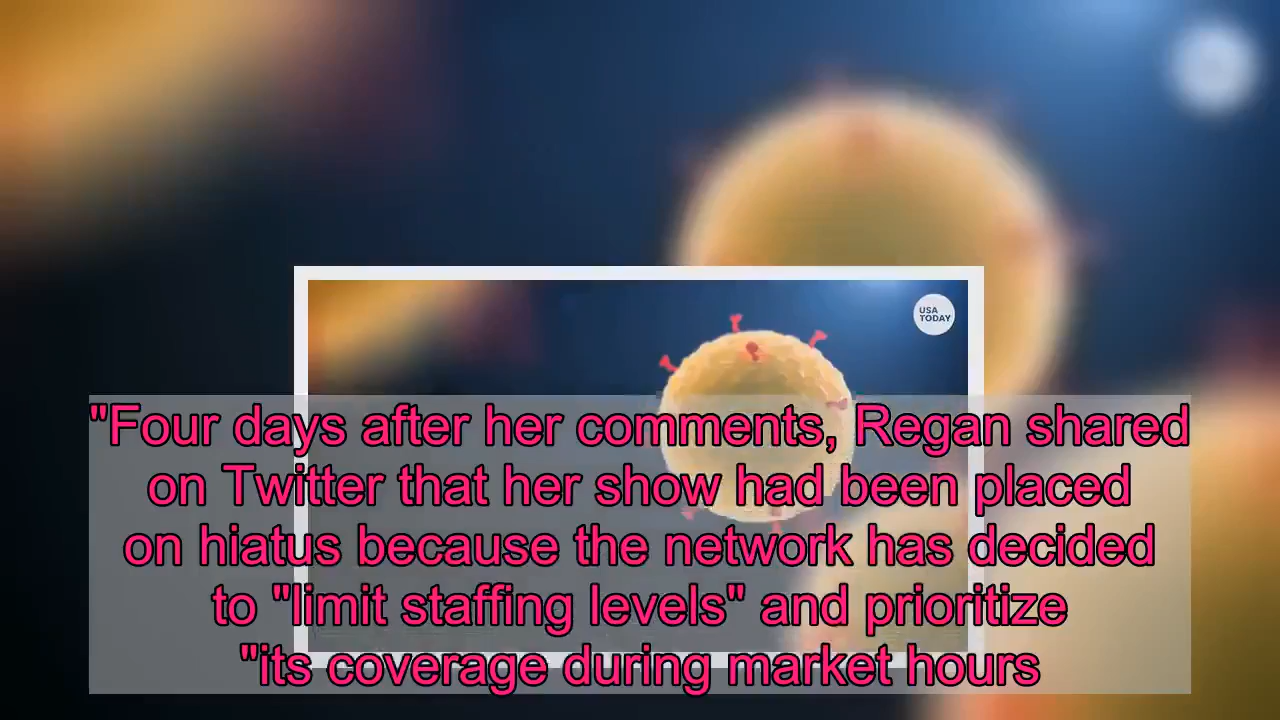 USA
TODAY
"Four days after her comments, Regan shared
on Twitter that her show had been placed
on hiatus because the network has decided
to "limit staffing levels" and prioritize
"its coverage during market hours